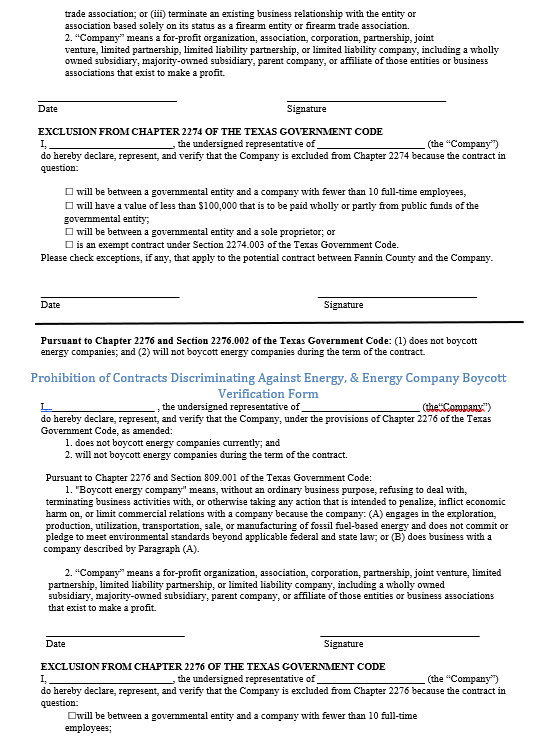 trade association; or (iii) terminate an existing business relationship with the entity or
association based solely on its status as a firearm entity or firearm trade association.
2. “Company” means a for-profit organization, association, corporation, partnership, joint
venture, limited partnership, limited liability partnership, or limited liability company, including a wholly
owned subsidiary, majority-owned subsidiary, parent company, or affiliate of those entities or business
associations that exist to make a profit.
Date Signature
EXCLUSION FROM CHAPTER 2274 OF THE TEXAS GOVERNMENT CODE
I, _________________________, the undersigned representative of ______________________ (the “Company”)
do hereby declare, represent, and verify that the Company is excluded from Chapter 2274 because the contract in
question:
☐ will be between a governmental entity and a company with fewer than 10 full-time employees,
☐ will have a value of less than $100,000 that is to be paid wholly or partly from public funds of the
governmental entity;
☐ will be between a governmental entity and a sole proprietor; or
☐ is an exempt contract under Section 2274.003 of the Texas Government Code.
Please check exceptions, if any, that apply to the potential contract between Fannin County and the Company.
Date Signature
Pursuant to Chapter 2276 and Section 2276.002 of the Texas Government Code: (1) does not boycott
energy companies; and (2) will not boycott energy companies during the term of the contract.
Prohibition of Contracts Discriminating Against Energy, & Energy Company Boycott
Verification Form
I,______________________ , the undersigned representative of ________________________ (the“Company”)
do hereby declare, represent, and verify that the Company, under the provisions of Chapter 2276 of the Texas
Government Code, as amended:
1. does not boycott energy companies currently; and
2. will not boycott energy companies during the term of the contract.
Pursuant to Chapter 2276 and Section 809.001 of the Texas Government Code:
1. "Boycott energy company" means, without an ordinary business purpose, refusing to deal with,
terminating business activities with, or otherwise taking any action that is intended to penalize, inflict economic
harm on, or limit commercial relations with a company because the company: (A) engages in the exploration,
production, utilization, transportation, sale, or manufacturing of fossil fuel-based energy and does not commit or
pledge to meet environmental standards beyond applicable federal and state law; or (B) does business with a
company described by Paragraph (A).
2. “Company” means a for-profit organization, association, corporation, partnership, joint venture, limited
partnership, limited liability partnership, or limited liability company, including a wholly owned
subsidiary, majority-owned subsidiary, parent company, or affiliate of those entities or business associations
that exist to make a profit.
Date Signature
EXCLUSION FROM CHAPTER 2276 OF THE TEXAS GOVERNMENT CODE
I, _________________________, the undersigned representative of ______________________ (the “Company”)
do hereby declare, represent, and verify that the Company is excluded from Chapter 2276 because the contract in
question:
☐will be between a governmental entity and a company with fewer than 10 full-time
employees;